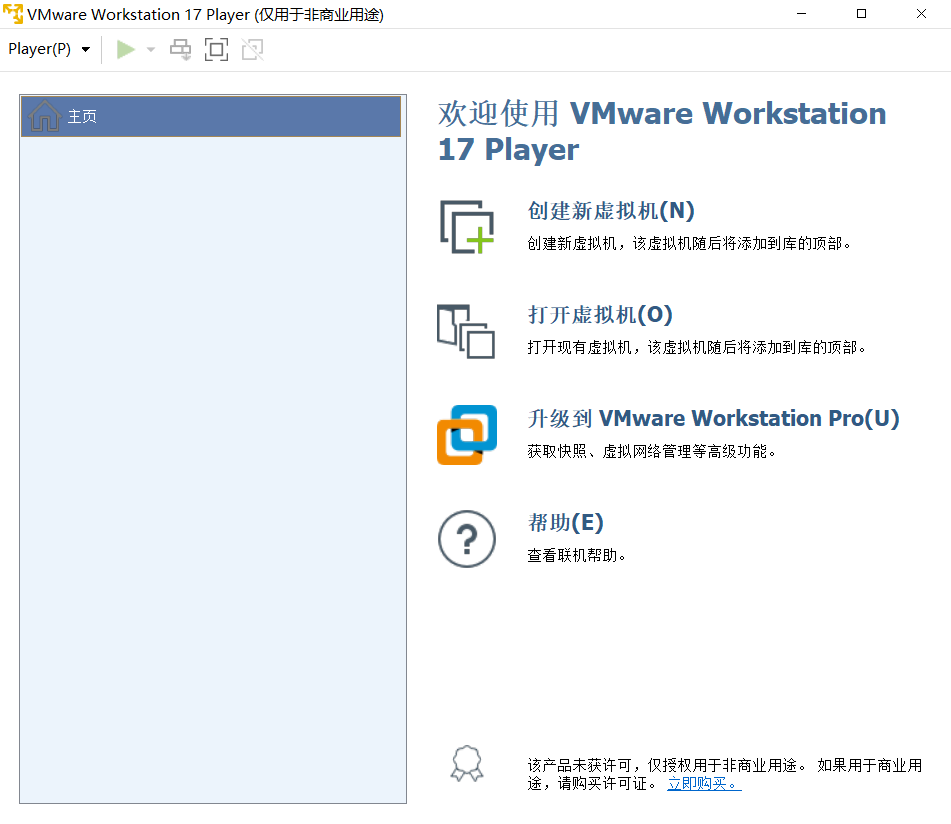 VMware Workstation 17 Player (仅用于非商业用途)
Player(P)
主页
欢迎使用 VMware Workstation
17 Player
创建新虚拟机(N)
创建新虚拟机，该虚拟机随后将添加到库的顶部。
打开虚拟机(O)
打开现有虚拟机，该虚拟机随后将添加到库的顶部。
升级到 VMware Workstation Pro(U)
获取快照、虚拟网络管理等高级功能。
帮助(E)
查看联机帮助。
该产品未获许可，仅授权用于非商业用途。 如果用于商业用
途，请购买许可证。 立即购买。